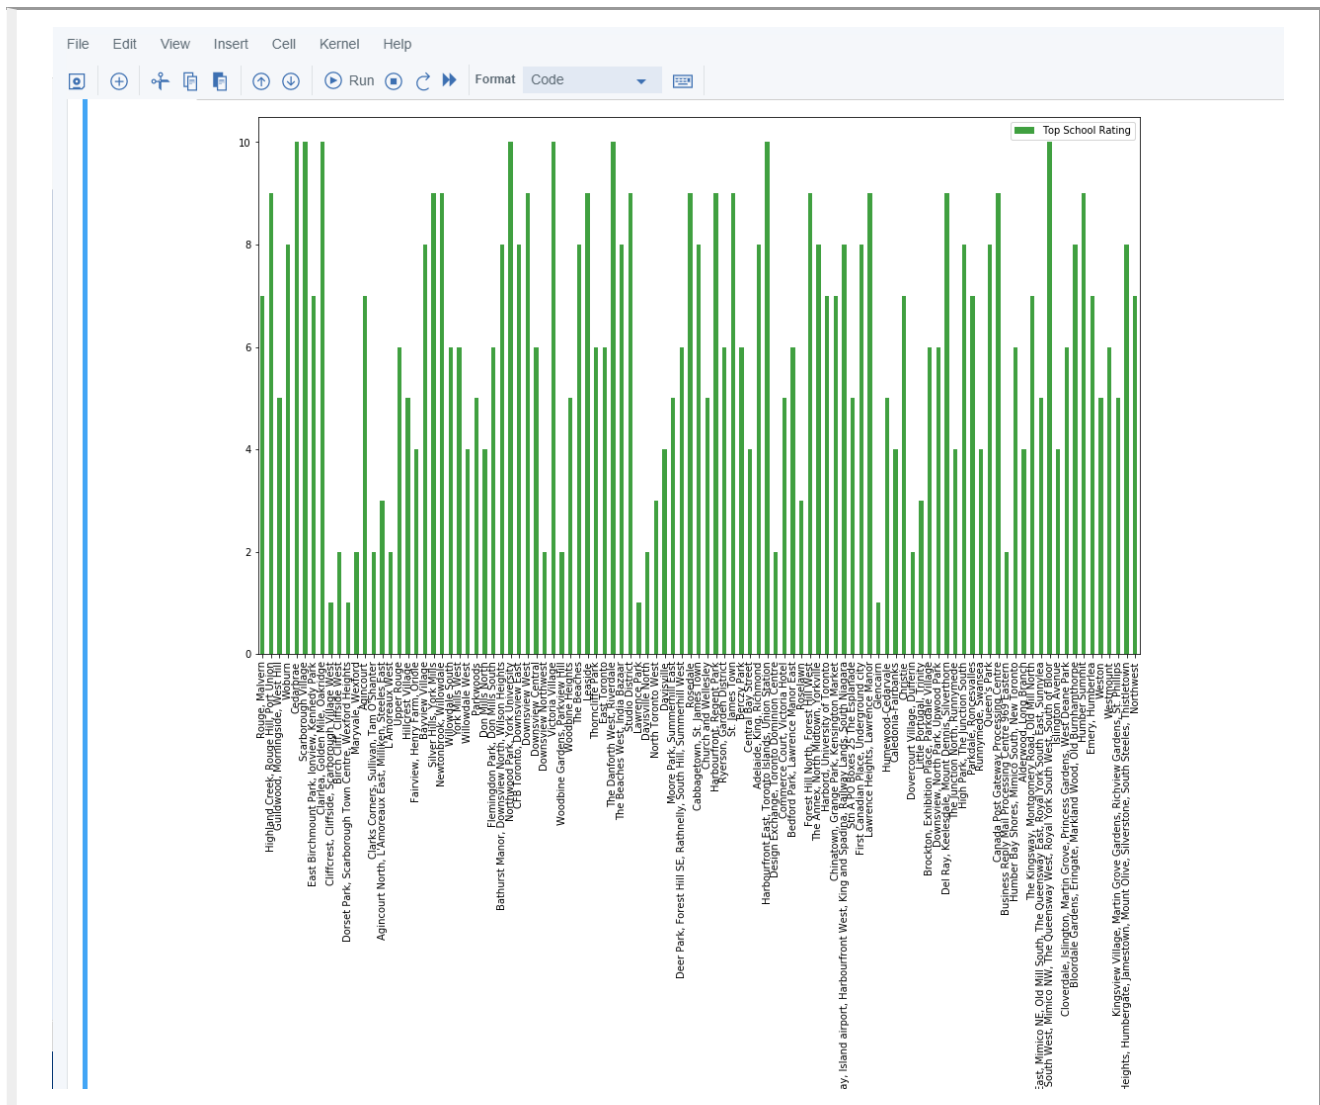 File Edit View Insert Cell Kernel Help
Run Format Code
Top School Rating
10
8
6
4
2
0
Rouge, Malvern
Highland Creek, Rouge Hill, Port Union
Guildwood, Morningside, West Hill
Woburn
Cedarbrae
Scarborough Village
East Birchmount Park, Ionview, Kennedy Park
Clairlea, Golden Mile, Oakridge
Cliffcrest, Cliffside, Scarborough Village West
Birch Cliff, Cliffside West
Dorset Park, Scarborough Town Centre, Wexford Heights
Maryvale, Wexford
Agincourt
Clarks Corners, Sullivan, Tam O'Shanter
Agincourt North, L'Amoreaux East, Milliken, Steeles East
L'Amoreaux West
Upper Rouge
Hillcrest Village
Fairview, Henry Farm, Oriole
Bayview Village
Silver Hills, York Mills
Newtonbrook, Willowdale
Willowdale South
York Mills West
Willowdale West
Parkwoods
Don Mills North
Flemingdon Park, Don Mills South
Bathurst Manor, Downsview North, Wilson Heights
Northwood Park, York University
CFB Toronto, Downsview East
Downsview West
Downsview Central
Downsview Northwest
Victoria Village
Woodbine Gardens, Parkview Hill
Woodbine Heights
The Beaches
Leaside
Thorncliffe Park
East Toronto
The Danforth West, Riverdale
The Beaches West, India Bazaar
Studio District
Lawrence Park
Davisville North
North Toronto West
Davisville
Moore Park, Summerhill East
Deer Park, Forest Hill SE, Rathnelly, South Hill, Summerhill West
Rosedale
Cabbagetown, St. James Town
Church and Wellesley
Harbourfront, Regent Park
Ryerson, Garden District
St. James Town
Berczy Park
Central Bay Street
Adelaide, King, Richmond
Harbourfront East, Toronto Islands, Union Station
Design Exchange, Toronto Dominion Centre
Commerce Court, Victoria Hotel
Bedford Park, Lawrence Manor East
Roselawn
Forest Hill North, Forest Hill West
The Annex, North Midtown, Yorkville
Harbord, University of Toronto
Chinatown, Grange Park, Kensington Market
ay, Island airport, Harbourfront West, King and Spadina, Railway Lands, South Niagara
Stn A PO Boxes 25 The Esplanade
First Canadian Place, Underground city
Lawrence Heights, Lawrence Manor
Glencairn
Humewood-Cedarvale
Caledonia-Fairbanks
Christie
Dovercourt Village, Dufferin
Little Portugal, Trinity
Brockton, Exhibition Place, Parkdale Village
Downsview, North Park, Upwood Park
Del Ray, Keelesdale, Mount Dennis, Silverthorn
The Junction North, Runnymede
High Park, The Junction South
Parkdale, Roncesvalles
Runnymede, Swansea
Queen's Park
Canada Post Gateway Processing Centre
Business Reply Mail Processing Centre 969 Eastern
Humber Bay Shores, Mimico South, New Toronto
Alderwood, Long Branch
The Kingsway, Montgomery Road, Old Mill North
East, Mimico NE, Old Mill South, The Queensway East, Royal York South East, Sunnylea
South West, Mimico NW, The Queensway West, Royal York South West, South of Bloor
Islington Avenue
Cloverdale, Islington, Martin Grove, Princess Gardens, West Deane Park
Bloordale Gardens, Eringate, Markland Wood, Old Burnhamthorpe
Humber Summit
Emery, Humberlea
Weston
Westmount
Kingsview Village, Martin Grove Gardens, Richview Gardens, St. Phillips
Heights, Humbergate, Jamestown, Mount Olive, Silverstone, South Steeles, Thistletown
Northwest